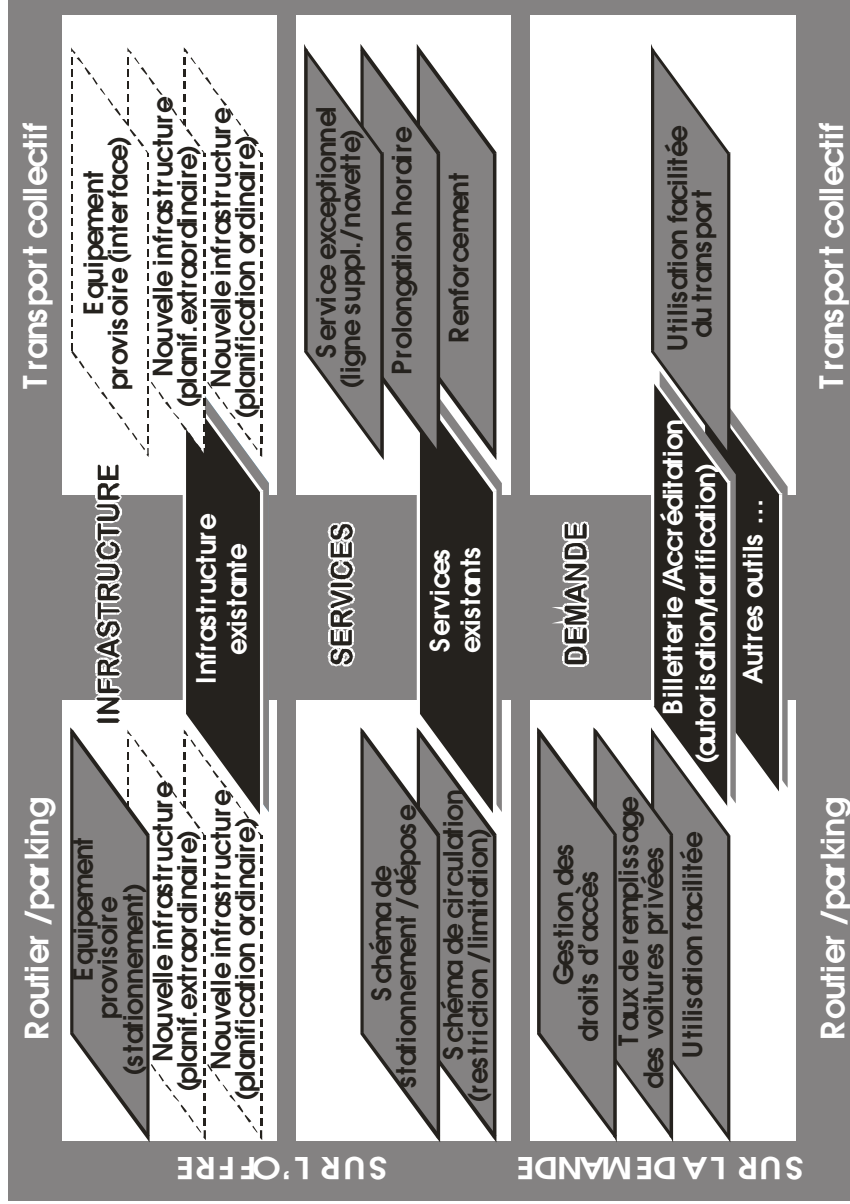 Routier / parking
Transport collectif
SUR L'OFFRE
INFRASTRUCTURE
Equipement
provisoire
(stationnement)
Nouvelle infrastructure
(planif. extraordinaire)
Nouvelle infrastructure
(planification ordinaire)
Infrastructure
existante
Equipement
provisoire (interface)
Nouvelle infrastructure
(planif. extraordinaire)
Nouvelle infrastructure
(planification ordinaire)
SERVICES
Schéma de
stationnement / dépose
Schéma de circulation
(restriction / limitation)
Services
existants
Service exceptionnel
(ligne suppl. / navette)
Prolongation horaire
Renforcement
SUR LA DEMANDE
DEMANDE
Gestion des
droits d'accès
Taux de remplissage
des voitures privées
Utilisation facilitée
Billetterie /Accréditation
(autorisation/tarification)
Autres outils ...
Utilisation facilitée
du transport
Routier / parking
Transport collectif